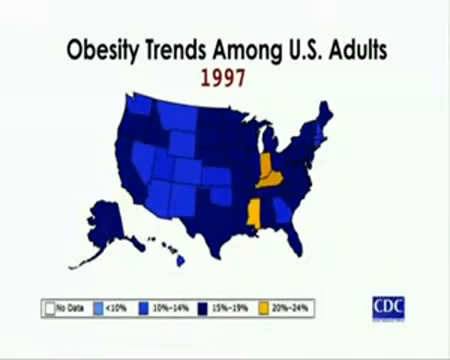 Obesity Trends Among U.S. Adults
1997
No Data <10% 10%-14% 15%-19% 20%-24%
CDC